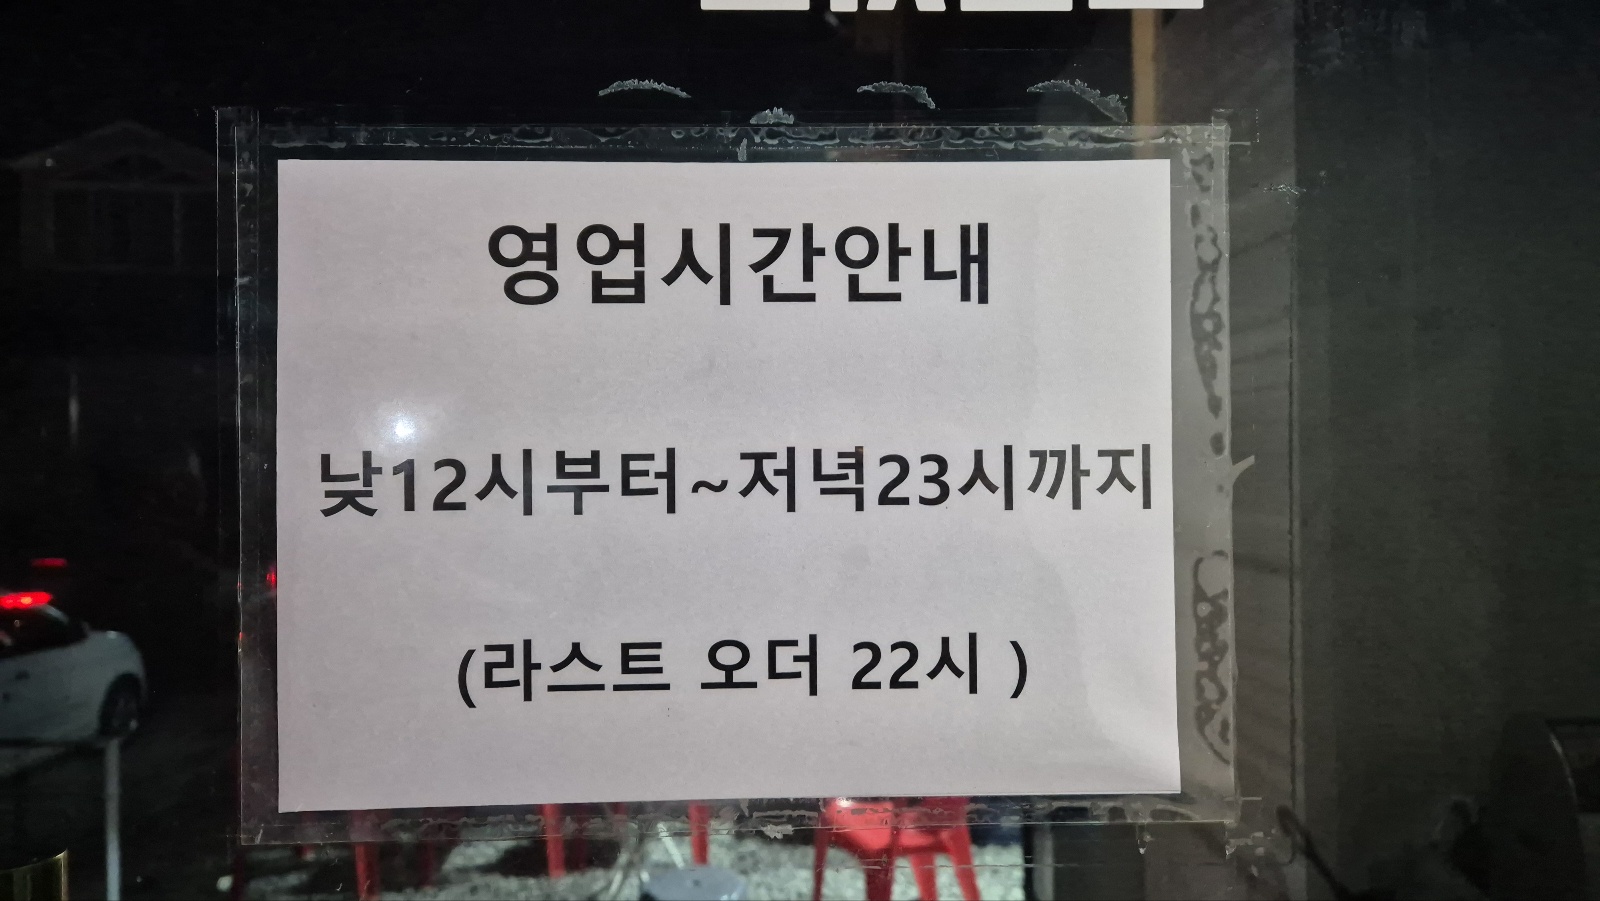 영업시간안내
낮12시부터~저녁23시까지
(라스트 오더 22시 )